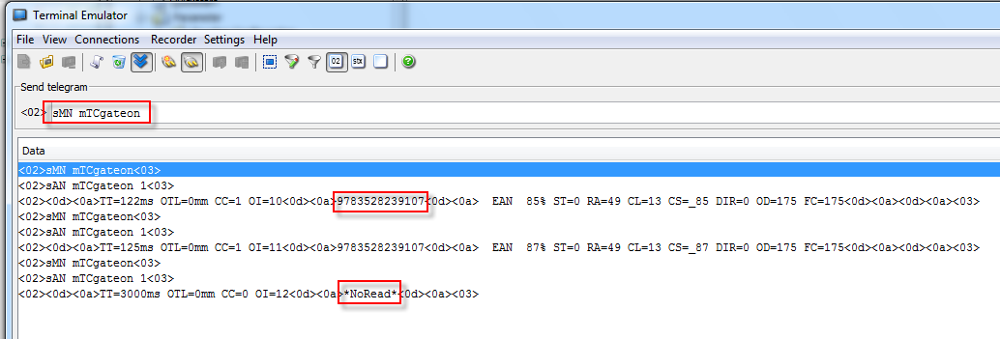 Terminal Emulator
File View Connections Recorder Settings Help
02 stx
Send telegram
<02> sMN mTCgateon
Data
<02>sMN mTCgateon<03>
<02>sAN mTCgateon 1<03>
<02><0d><0a>TT=122ms OTL=0mm CC=1 OI=10<0d><0a>9783528239107<0d><0a>  EAN  85% ST=0 RA=49 CL=13 CS=_85 DIR=0 OD=175 FC=175<0d><0a><0d><0a><03>
<02>sMN mTCgateon<03>
<02>sAN mTCgateon 1<03>
<02><0d><0a>TT=125ms OTL=0mm CC=1 OI=11<0d><0a>9783528239107<0d><0a>  EAN  87% ST=0 RA=49 CL=13 CS=_87 DIR=0 OD=175 FC=175<0d><0a><0d><0a><03>
<02>sMN mTCgateon<03>
<02>sAN mTCgateon 1<03>
<02><0d><0a>TT=3000ms OTL=0mm CC=0 OI=12<0d><0a>*NoRead*<0d><0a><03>